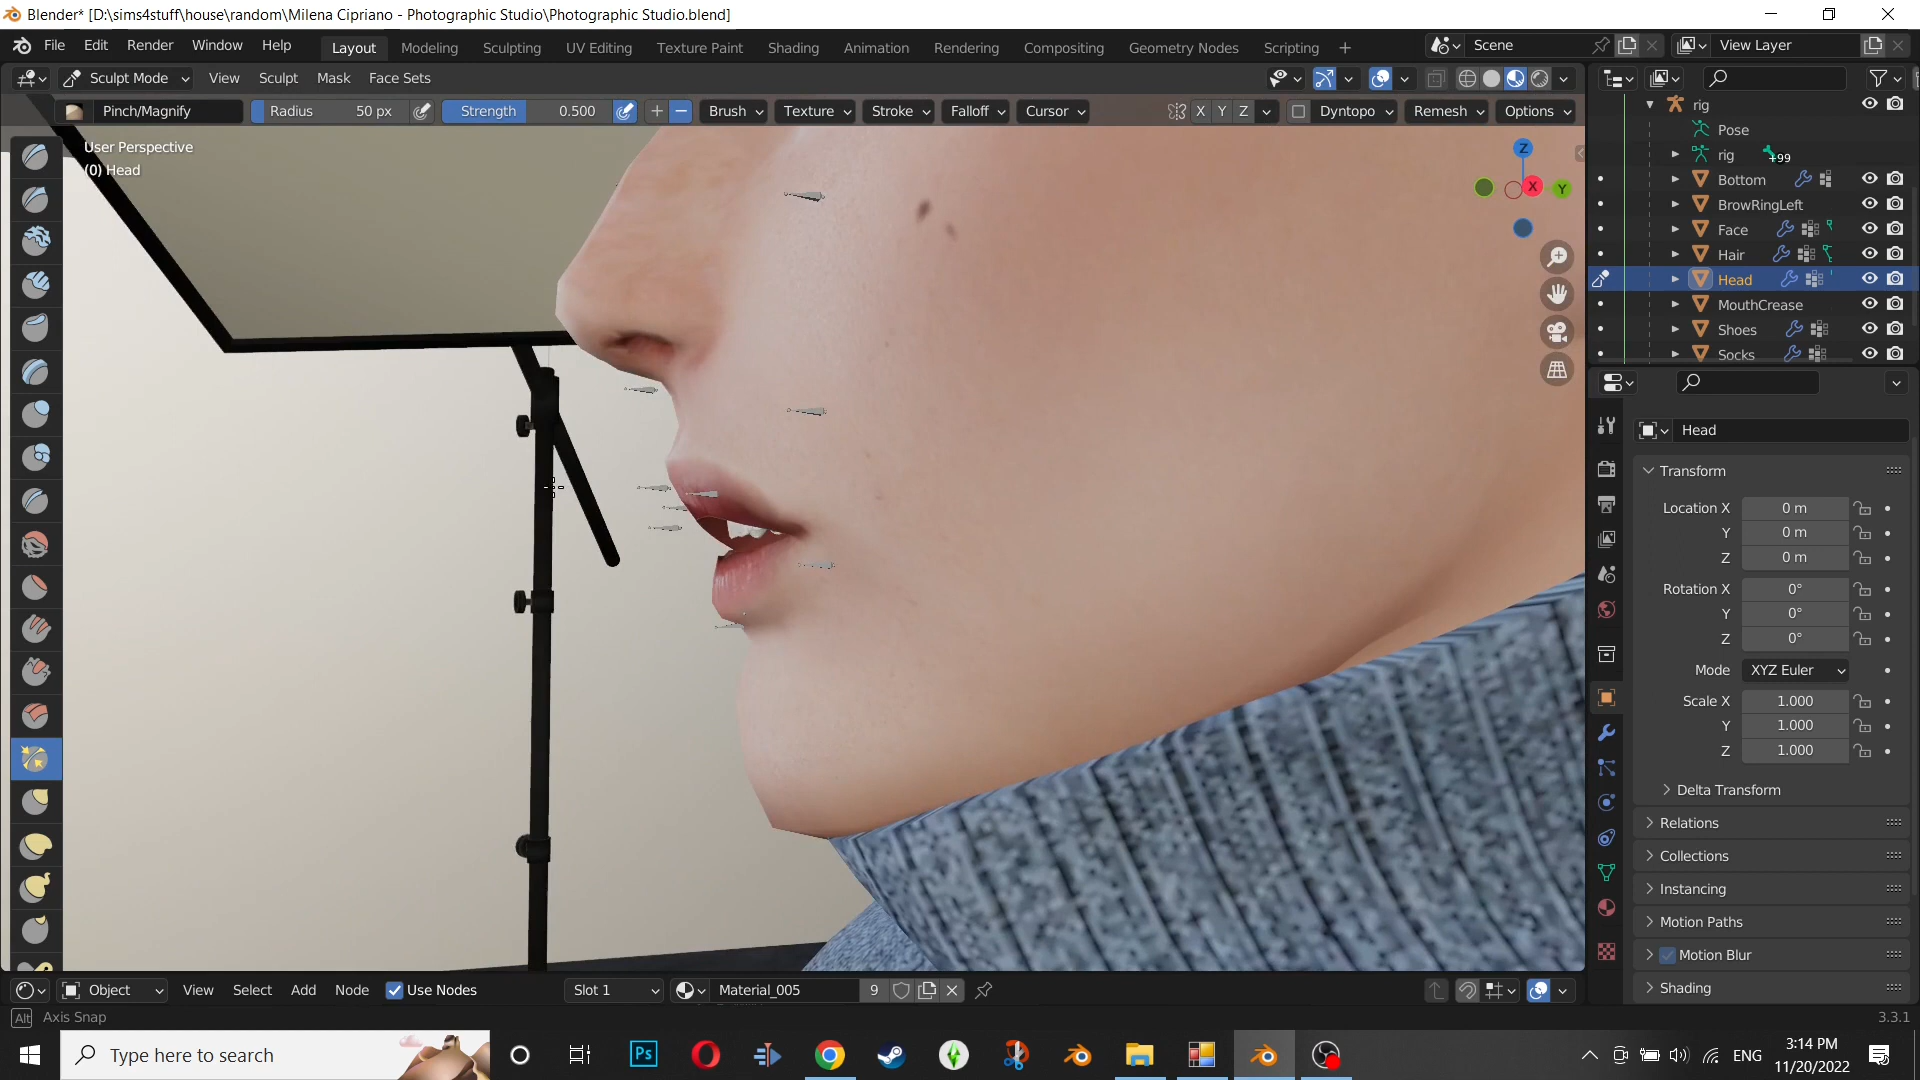 Blender* [D:\sims4stuff\house\random\Milena Cipriano - Photographic Studio\Photographic Studio.blend]
File Edit Render Window Help Layout Modeling Sculpting UV Editing Texture Paint Shading Animation Rendering Compositing Geometry Nodes Scripting + Scene View Layer
Sculpt Mode View Sculpt Mask Face Sets
Pinch/Magnify Radius 50 px Strength 0.500 Brush Texture Stroke Falloff Cursor X Y Z Dyntopo Remesh Options
User Perspective
(0) Head
Z
X
Y
rig
Pose
rig +99
Bottom
BrowRingLeft
Face
Hair
Head
MouthCrease
Shoes
Socks
Head
Transform
Location X 0 m
Y 0 m
Z 0 m
Rotation X 0°
Y 0°
Z 0°
Mode XYZ Euler
Scale X 1.000
Y 1.000
Z 1.000
Delta Transform
Relations
Collections
Instancing
Motion Paths
Motion Blur
Shading
Object View Select Add Node Use Nodes Slot 1 Material_005 9
Alt Axis Snap
3.3.1
Type here to search
Ps
ENG
3:14 PM
11/20/2022